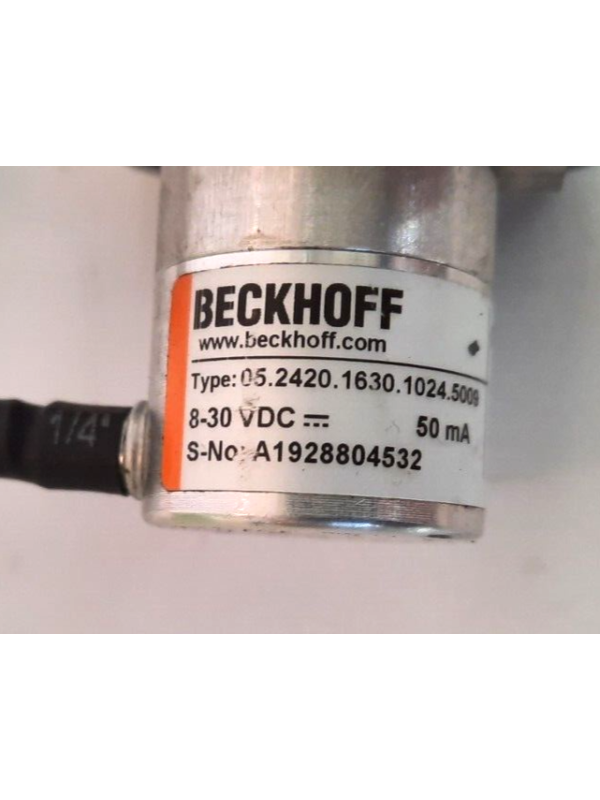 BECKHOFF
www.beckhoff.com
Type: 05.2420.1630.1024.5009
8-30 VDC ⎓ 50 mA
S-No: A1928804532
1/4"